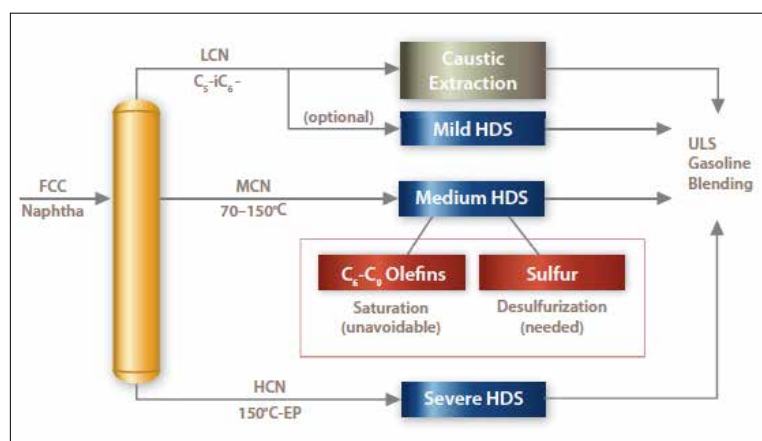 LCN
C₅-iC₆-
Caustic
Extraction
(optional)
Mild HDS
ULS
Gasoline
Blending
FCC
Naphtha
MCN
70–150°C
Medium HDS
C₆-C₉ Olefins
Sulfur
Saturation
(unavoidable)
Desulfurization
(needed)
HCN
150°C-EP
Severe HDS